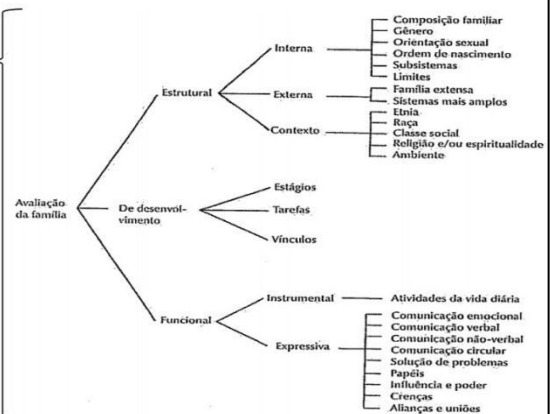 Avaliação
da família
Estrutural
Interna
Composição familiar
Gênero
Orientação sexual
Ordem de nascimento
Subsistemas
Limites
Externa
Família extensa
Sistemas mais amplos
Contexto
Etnia
Raça
Classe social
Religião e/ou espiritualidade
Ambiente
De desenvol-
vimento
Estágios
Tarefas
Vínculos
Funcional
Instrumental
Atividades da vida diária
Expressiva
Comunicação emocional
Comunicação verbal
Comunicação não-verbal
Comunicação circular
Solução de problemas
Papéis
Influência e poder
Crenças
Alianças e uniões